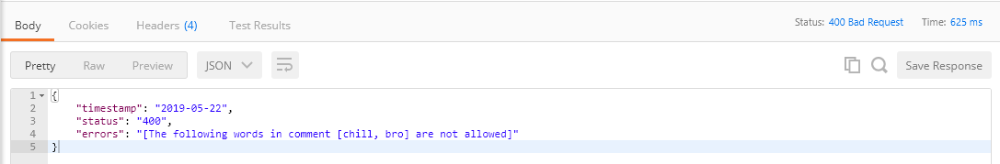 Body Cookies Headers (4) Test Results Status: 400 Bad Request Time: 625 ms
Pretty Raw Preview JSON Save Response
1 {
2 "timestamp": "2019-05-22",
3 "status": "400",
4 "errors": "[The following words in comment [chill, bro] are not allowed]"
5 }